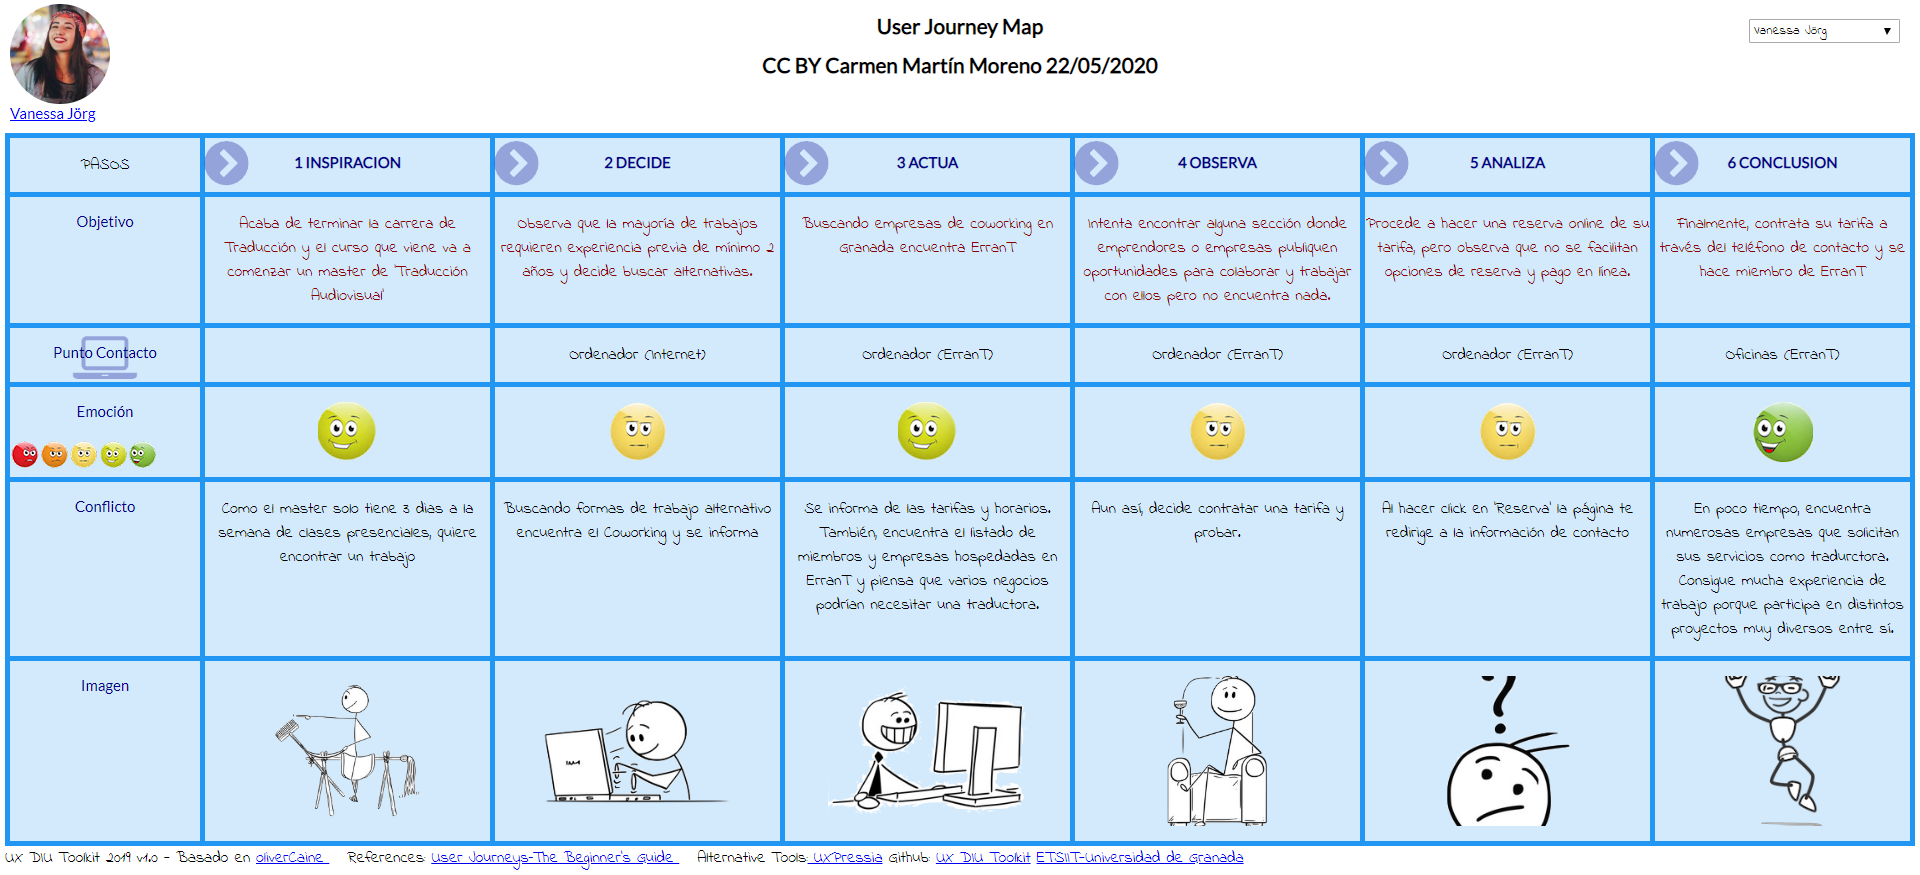 User Journey Map
CC BY Carmen Martín Moreno 22/05/2020
Vanessa Jörg
Vanessa Jörg
PASOS
1 INSPIRACION
2 DECIDE
3 ACTUA
4 OBSERVA
5 ANALIZA
6 CONCLUSION
Objetivo
Acaba de terminar la carrera de
Traducción y el curso que viene va a
comenzar un master de 'Traducción
Audiovisual'
Observa que la mayoría de trabajos
requieren experiencia previa de mínimo 2
años y decide buscar alternativas.
Buscando empresas de coworking en
Granada encuentra ErranT
Intenta encontrar alguna sección donde
emprendores o empresas publiquen
oportunidades para colaborar y trabajar
con ellos pero no encuentra nada.
Procede a hacer una reserva online de su
tarifa, pero observa que no se facilitan
opciones de reserva y pago en línea.
Finalmente, contrata su tarifa a
través del teléfono de contacto y se
hace miembro de ErranT
Punto Contacto
Ordenador (Internet)
Ordenador (ErranT)
Ordenador (ErranT)
Ordenador (ErranT)
Oficinas (ErranT)
Emoción
Conflicto
Como el master solo tiene 3 dias a la
semana de clases presenciales, quiere
encontrar un trabajo
Buscando formas de trabajo alternativo
encuentra el Coworking y se informa
Se informa de las tarifas y horarios.
También, encuentra el listado de
miembros y empresas hospedadas en
ErranT y piensa que varios negocios
podrían necesitar una traductora.
Aun así, decide contratar una tarifa y
probar.
Al hacer click en 'Reserva' la página te
redirige a la información de contacto
En poco tiempo, encuentra
numerosas empresas que solicitan
sus servicios como tradurctora.
Consigue mucha experiencia de
trabajo porque participa en distintos
proyectos muy diversos entre sí.
Imagen
UX DIU Toolkit 2019 v1.0 - Basado en oliverCaine References: User Journeys-The Beginner's Guide Alternative Tools: UXPressia Github: UX DIU Toolkit ETSIIT-Universidad de Granada